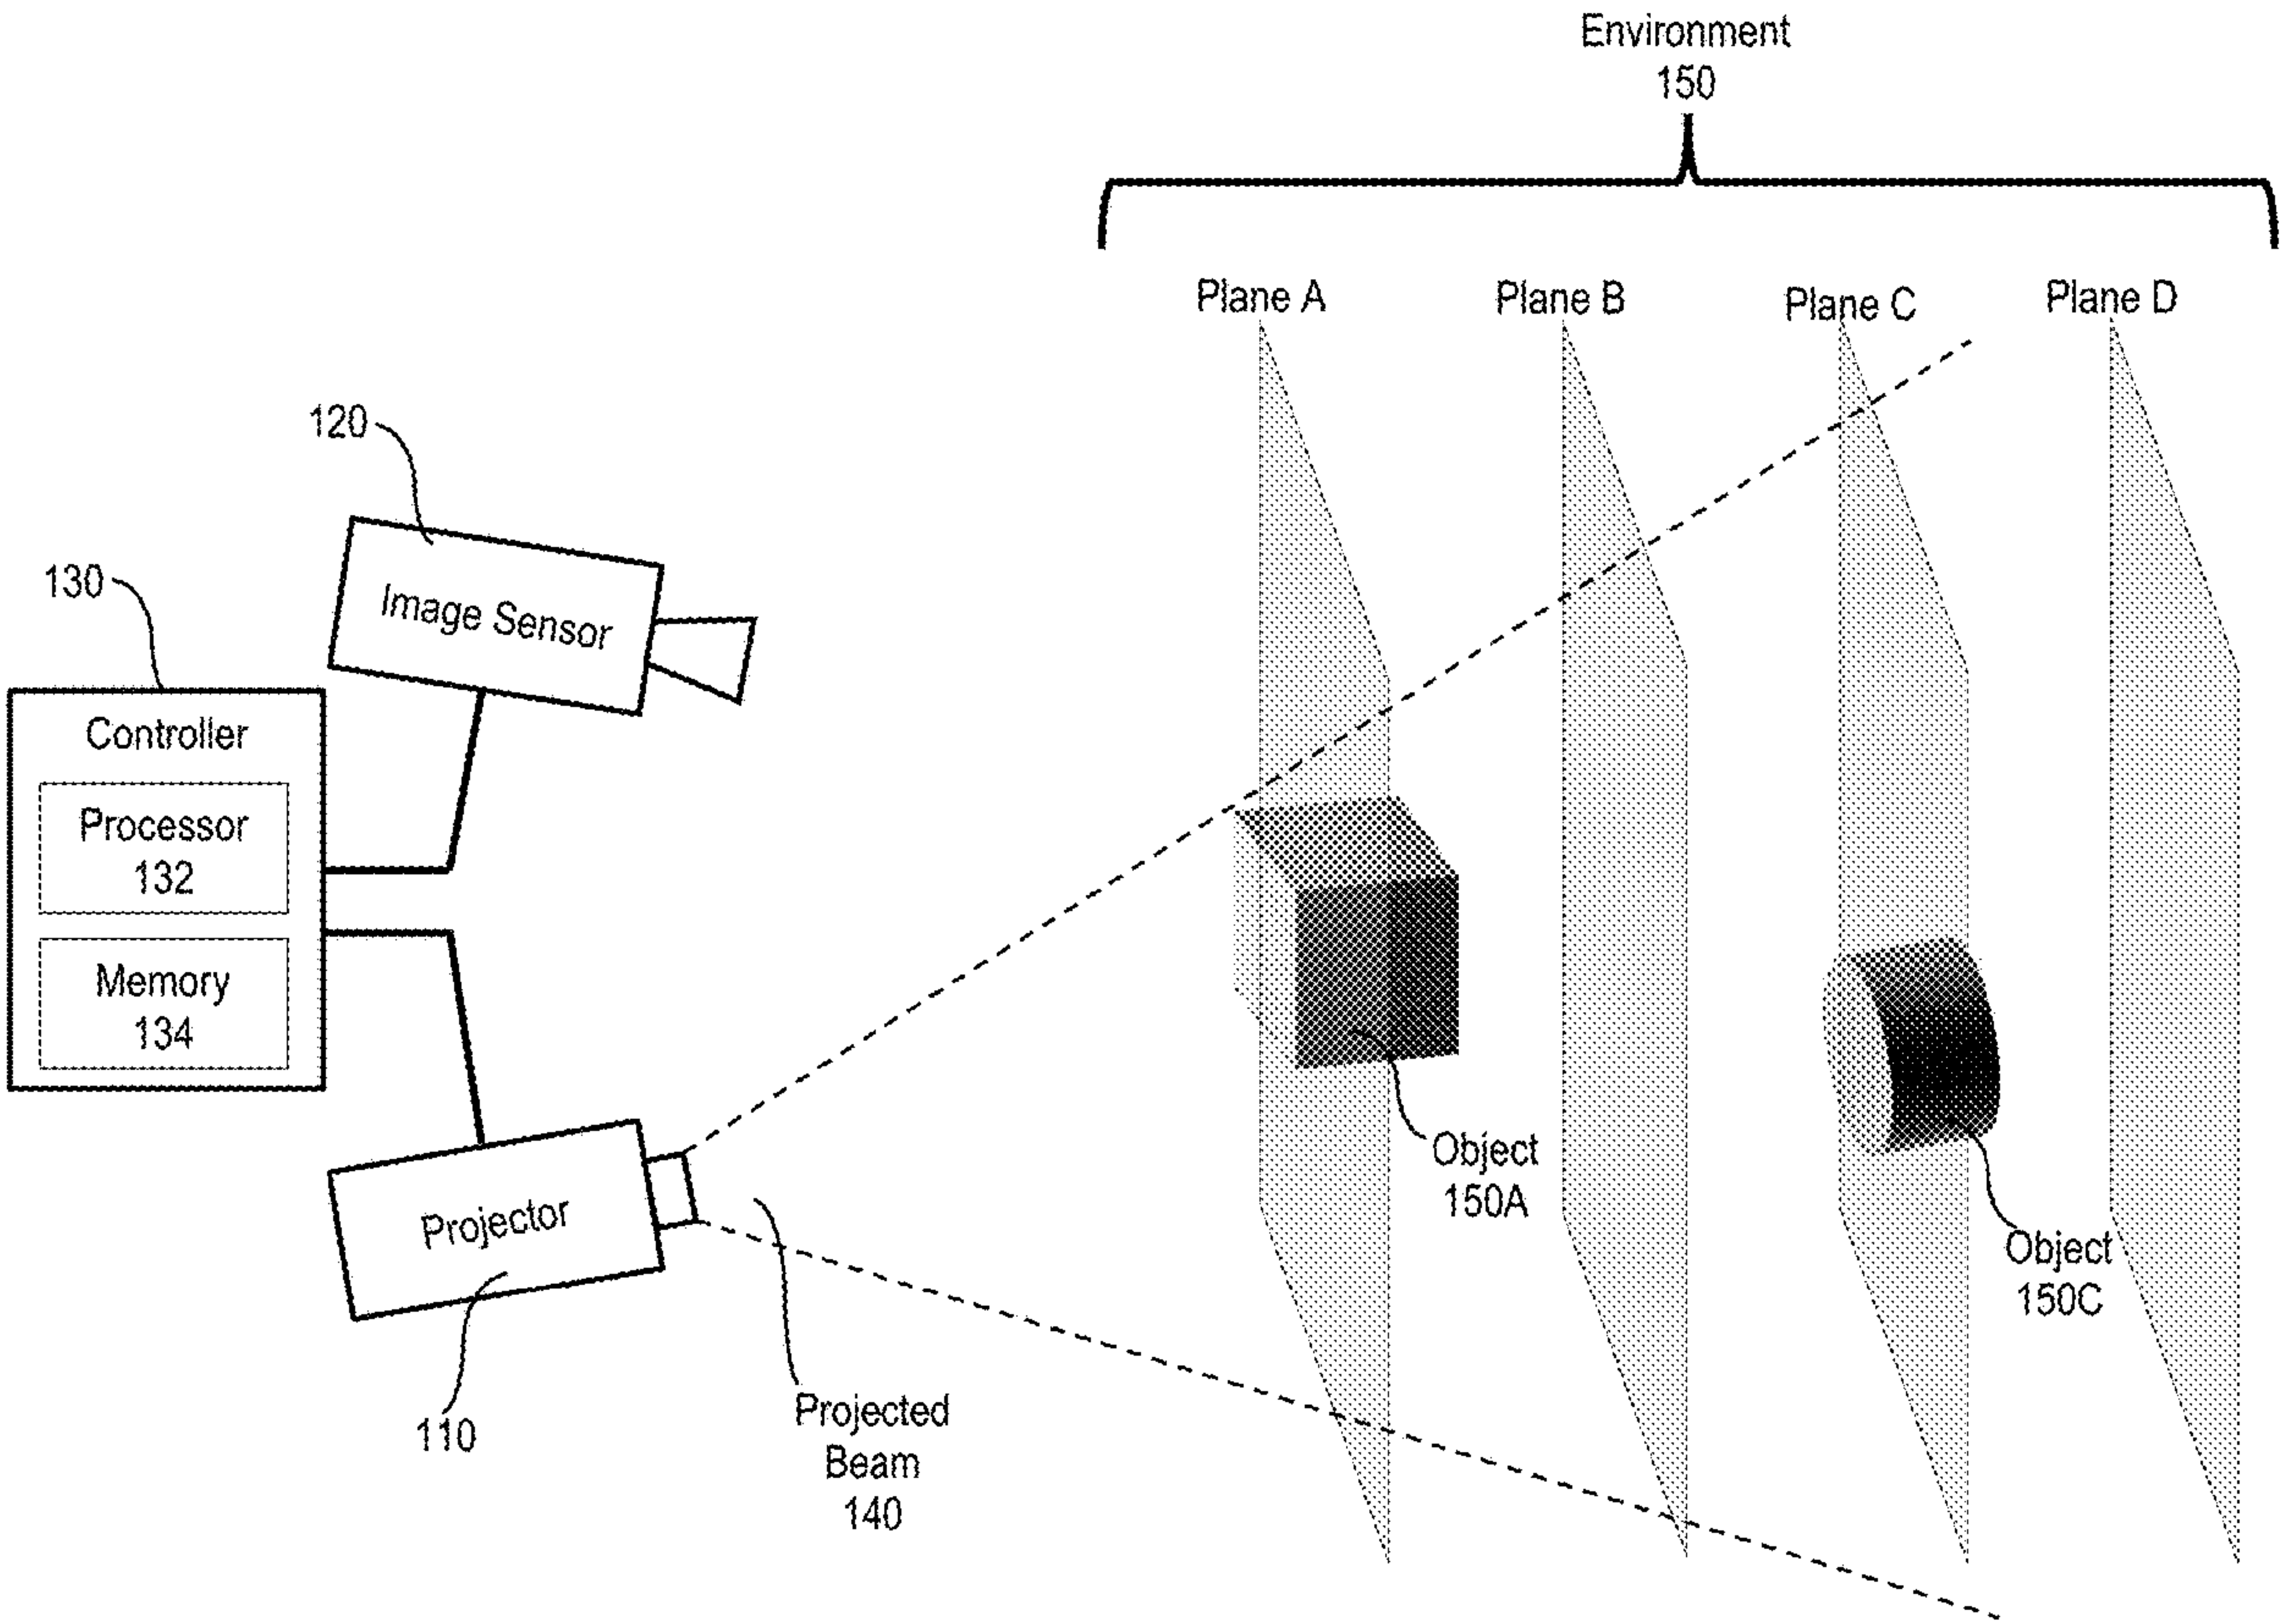 Environment
150
Plane A
Plane B
Plane C
Plane D
120
Image Sensor
130
Controller
Processor
132
Memory
134
Projector
110
Projected
Beam
140
Object
150A
Object
150C